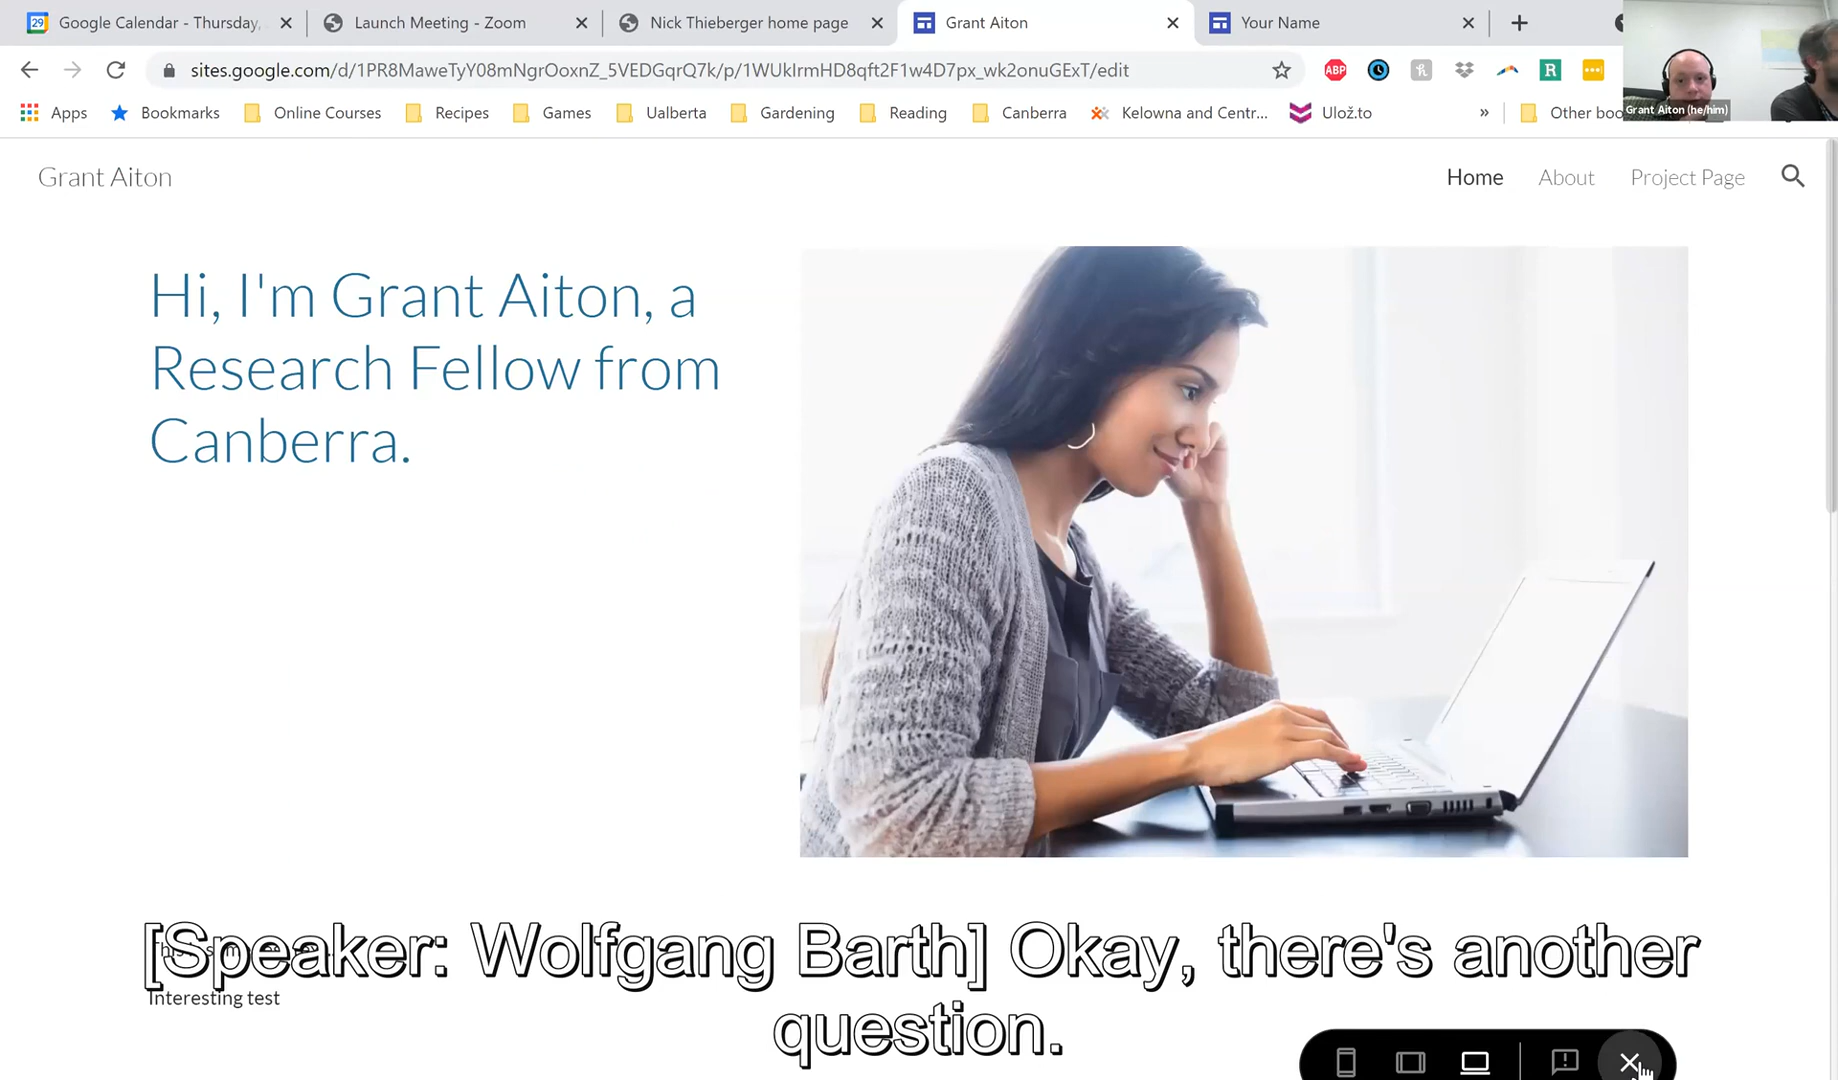 Google Calendar - Thursday,
Launch Meeting - Zoom
Nick Thieberger home page
Grant Aiton
Your Name
sites.google.com/d/1PR8MaweTyY08mNgrOoxnZ_5VEDGqrQ7k/p/1WUkIrmHD8qft2F1w4D7px_wk2onuGExT/edit
ABP
R
Apps
Bookmarks
Online Courses
Recipes
Games
Ualberta
Gardening
Reading
Canberra
Kelowna and Centr...
Ulož.to
»
Other boo
Grant Aiton (he/him)
Grant Aiton
Home
About
Project Page
Hi, I'm Grant Aiton, a
Research Fellow from
Canberra.
[Speaker: Wolfgang Barth] Okay, there's another
question.
Interesting test